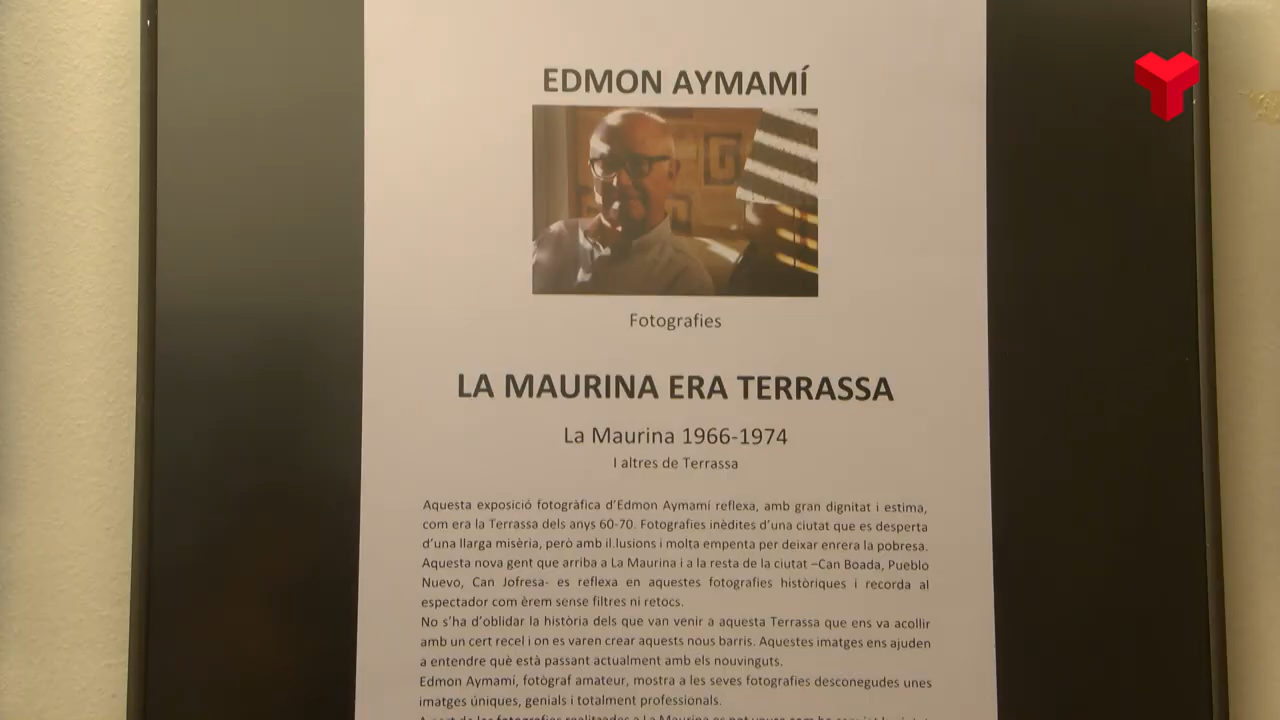 EDMON AYMAMÍ
Fotografies
LA MAURINA ERA TERRASSA
La Maurina 1966-1974
I altres de Terrassa
Aquesta exposició fotogràfica d'Edmon Aymamí reflexa, amb gran dignitat i estima,
com era la Terrassa dels anys 60-70. Fotografies inèdites d'una ciutat que es desperta
d'una llarga misèria, però amb il.lusions i molta empenta per deixar enrera la pobresa.
Aquesta nova gent que arriba a La Maurina i a la resta de la ciutat –Can Boada, Pueblo
Nuevo, Can Jofresa- es reflexa en aquestes fotografies històriques i recorda al
espectador com èrem sense filtres ni retocs.
No s'ha d'oblidar la història dels que van venir a aquesta Terrassa que ens va acollir
amb un cert recel i on es varen crear aquests nous barris. Aquestes imatges ens ajuden
a entendre què està passant actualment amb els nouvinguts.
Edmon Aymamí, fotògraf amateur, mostra a les seves fotografies desconegudes unes
imatges úniques, genials i totalment professionals.